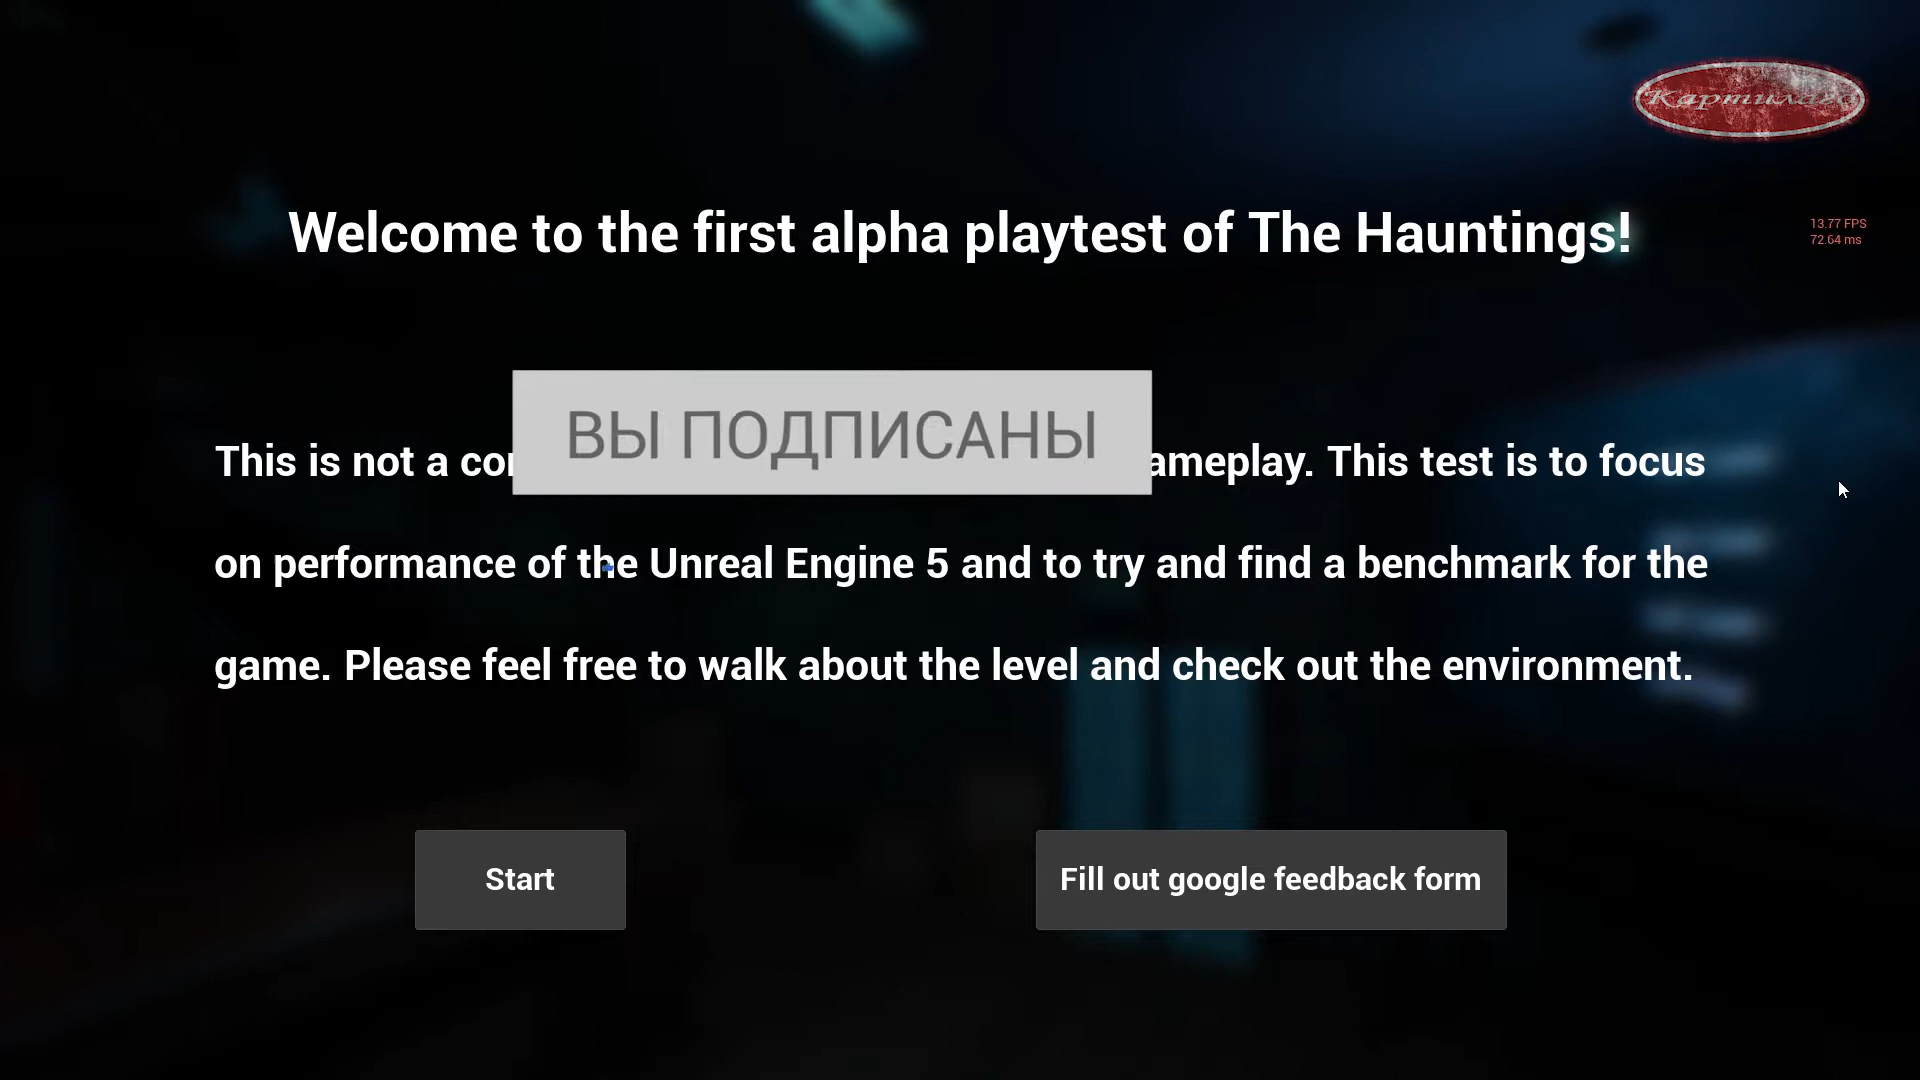 Картилаго
Welcome to the first alpha playtest of The Hauntings!
13.77 FPS
72.64 ms
ВЫ ПОДПИСАНЫ
This is not a ameplay. This test is to focus
on performance of the Unreal Engine 5 and to try and find a benchmark for the
game. Please feel free to walk about the level and check out the environment.
Start
Fill out google feedback form